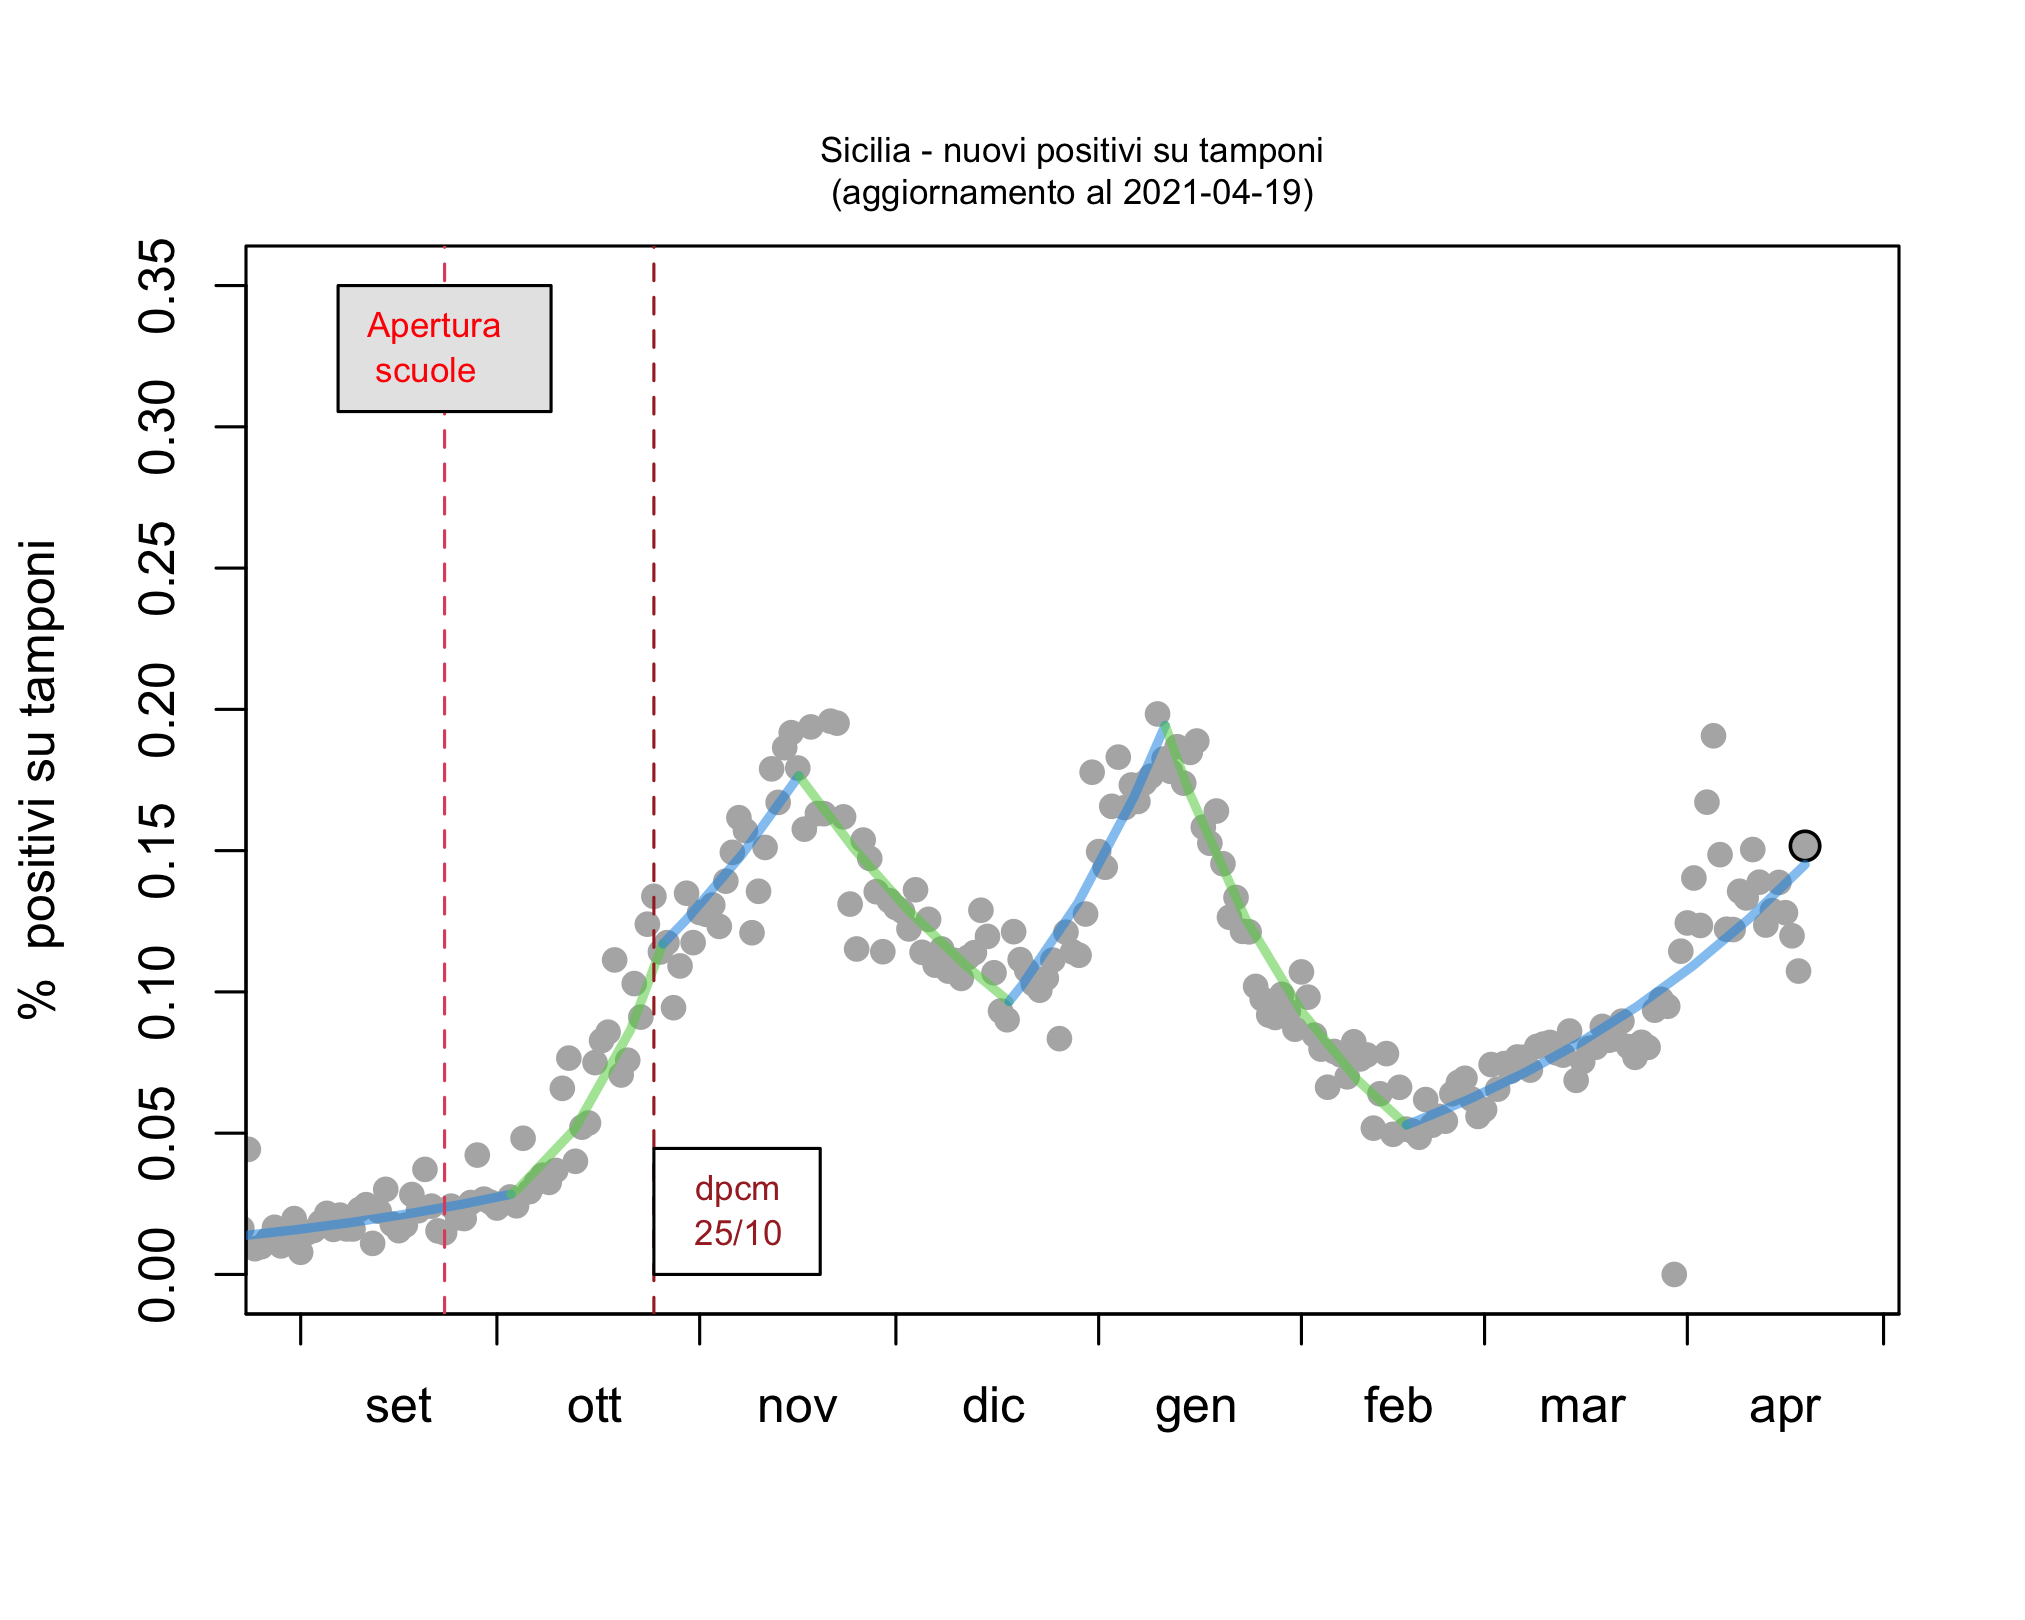 Sicilia - nuovi positivi su tamponi
(aggiornamento al 2021-04-19)
% positivi su tamponi
0.35
0.30
0.25
0.20
0.15
0.10
0.05
0.00
Apertura
scuole
dpcm
25/10
set ott nov dic gen feb mar apr